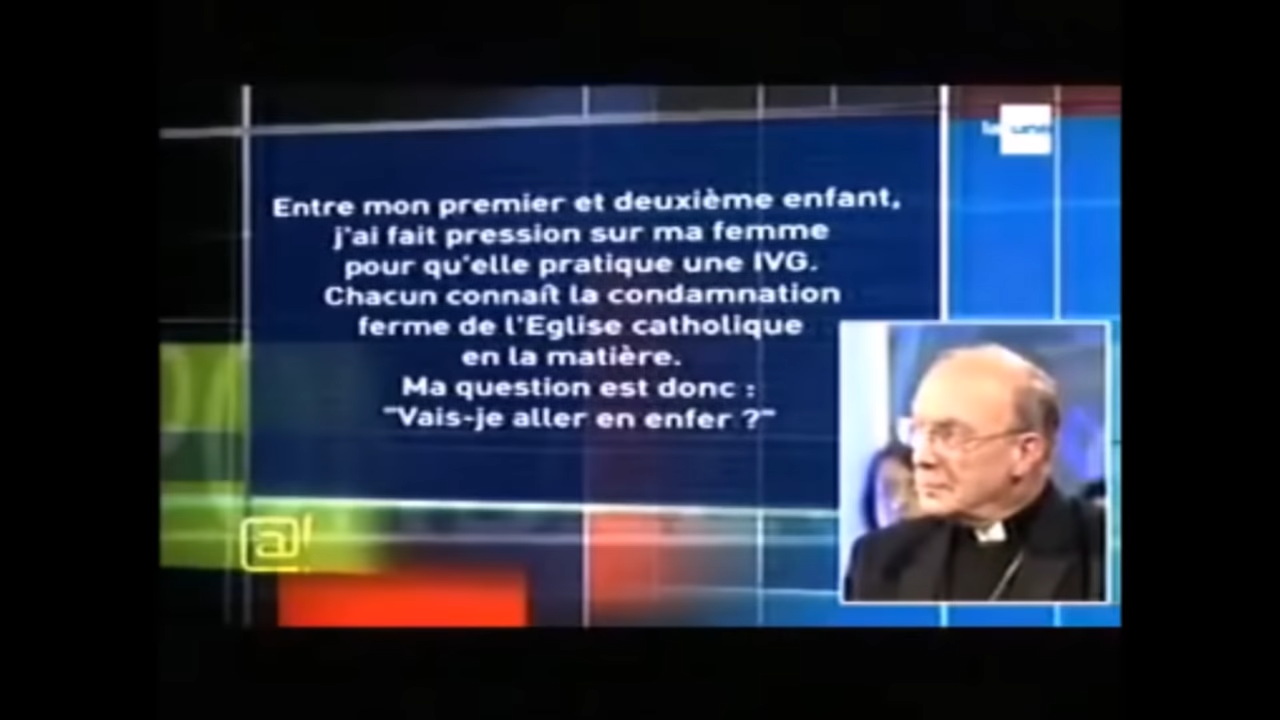 la une
Entre mon premier et deuxième enfant,
j'ai fait pression sur ma femme
pour qu'elle pratique une IVG.
Chacun connaît la condamnation
ferme de l'Eglise catholique
en la matière.
Ma question est donc :
"Vais-je aller en enfer ?"
@!